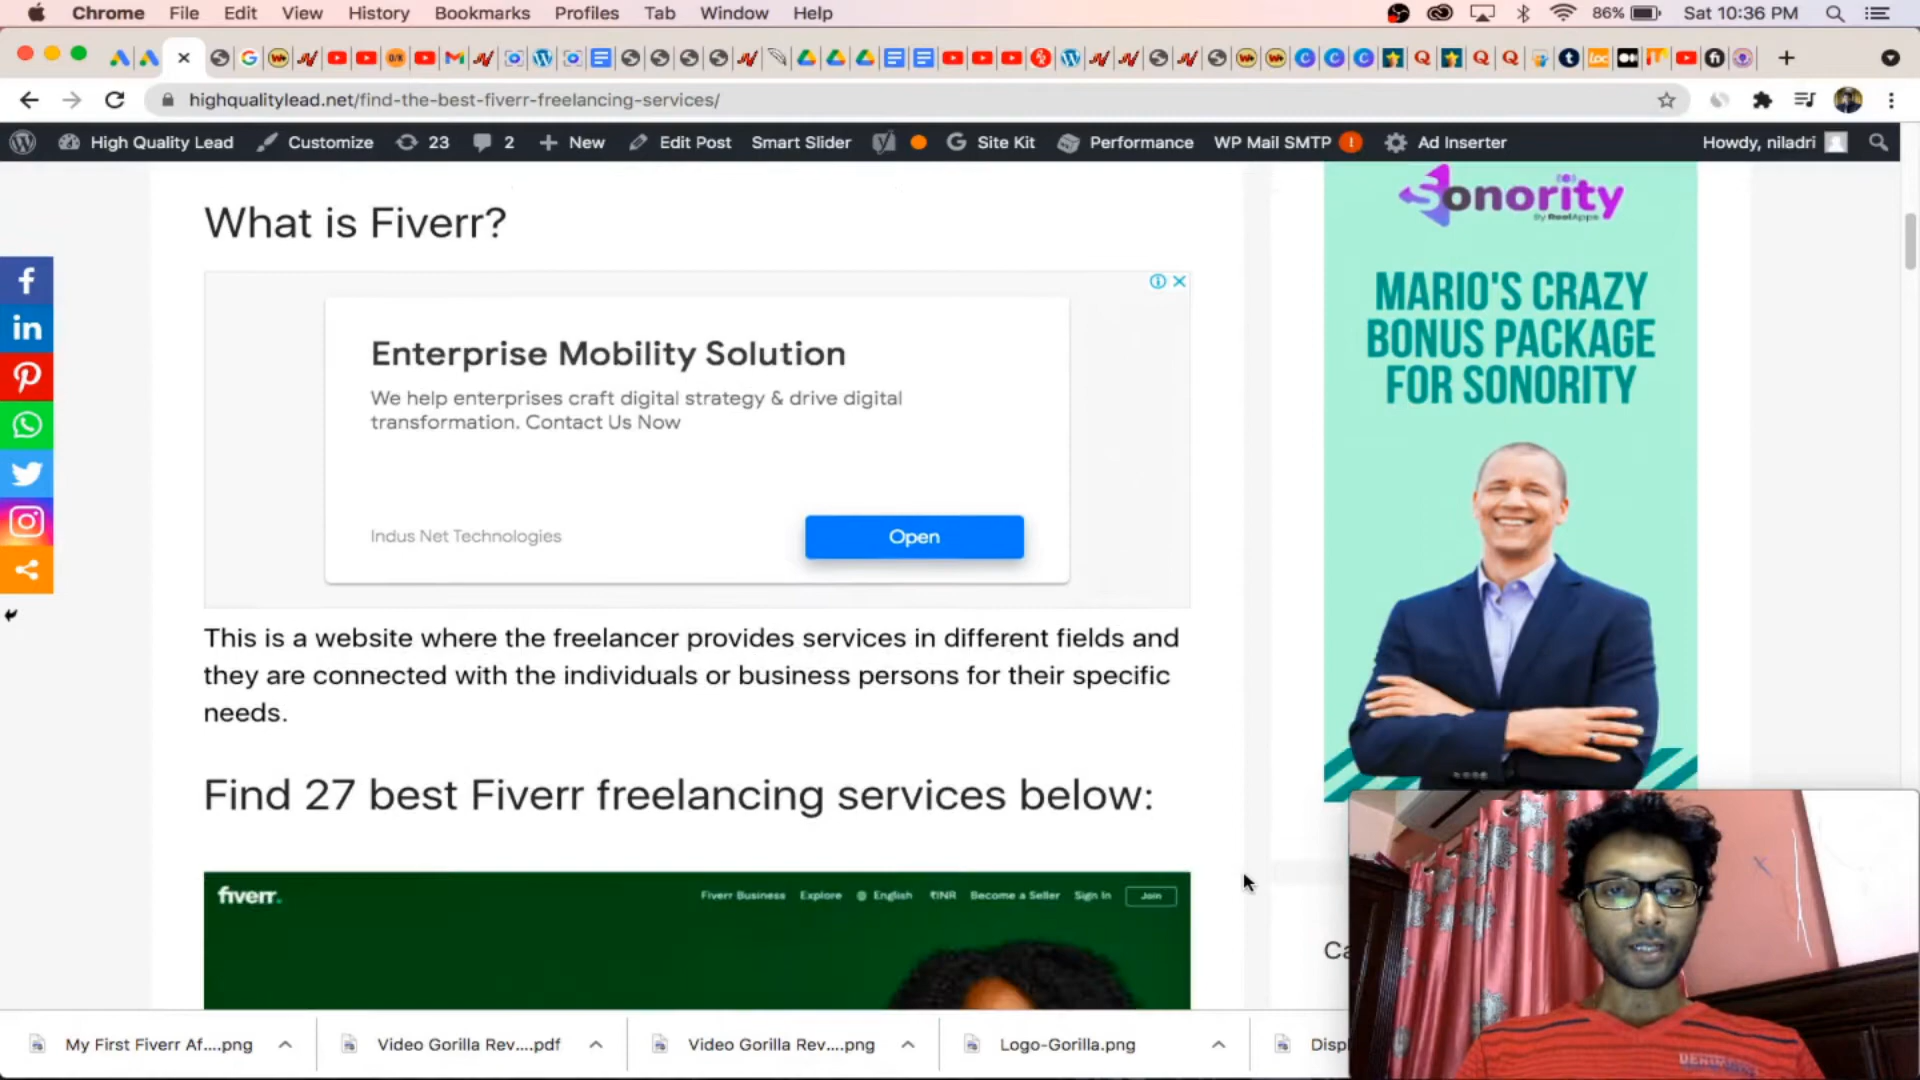 Chrome File Edit View History Bookmarks Profiles Tab Window Help 86% Sat 10:36 PM
highqualitylead.net/find-the-best-fiverr-freelancing-services/
High Quality Lead Customize 23 2 New Edit Post Smart Slider Site Kit Performance WP Mail SMTP ! Ad Inserter Howdy, niladri
What is Fiverr?
Enterprise Mobility Solution
We help enterprises craft digital strategy & drive digital
transformation. Contact Us Now
Indus Net Technologies
Open
This is a website where the freelancer provides services in different fields and
they are connected with the individuals or business persons for their specific
needs.
Find 27 best Fiverr freelancing services below:
fiverr. Fiverr Business Explore English ₹INR Become a Seller Sign In Join
Sonority
By ReelApps
MARIO'S CRAZY
BONUS PACKAGE
FOR SONORITY
Ca
My First Fiverr Af....png
Video Gorilla Rev....pdf
Video Gorilla Rev....png
Logo-Gorilla.png
Disp